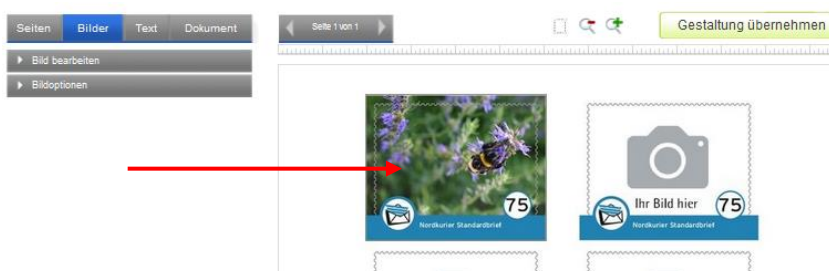 Seiten Bilder Text Dokument
Seite 1 von 1
Gestaltung übernehmen
Bild bearbeiten
Bildoptionen
75
Nordkurier Standardbrief
Ihr Bild hier
75
Nordkurier Standardbrief